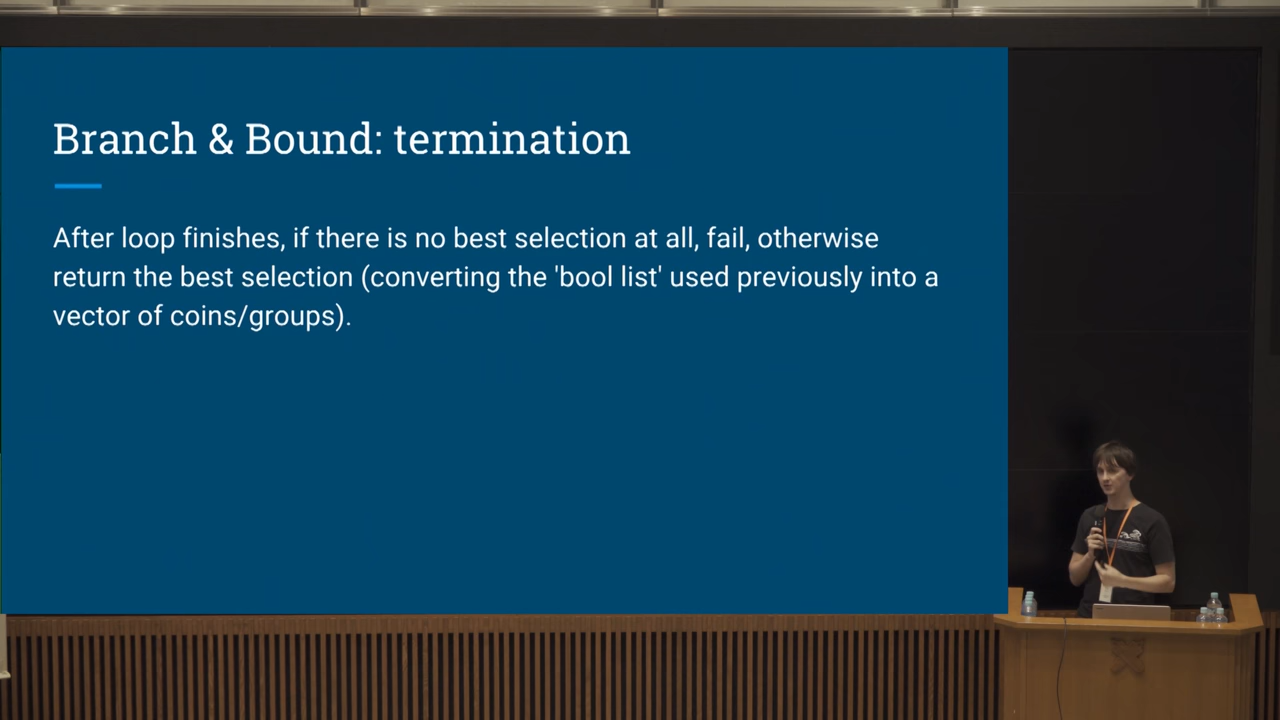 Branch & Bound: termination
After loop finishes, if there is no best selection at all, fail, otherwise
return the best selection (converting the 'bool list' used previously into a
vector of coins/groups).